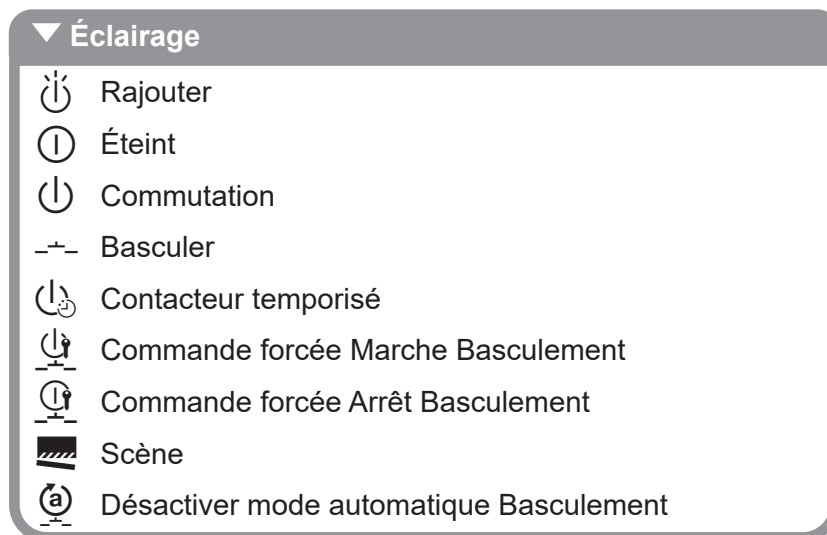 Éclairage
Rajouter
Éteint
Commutation
Basculer
Contacteur temporisé
Commande forcée Marche Basculement
Commande forcée Arrêt Basculement
Scène
a Désactiver mode automatique Basculement